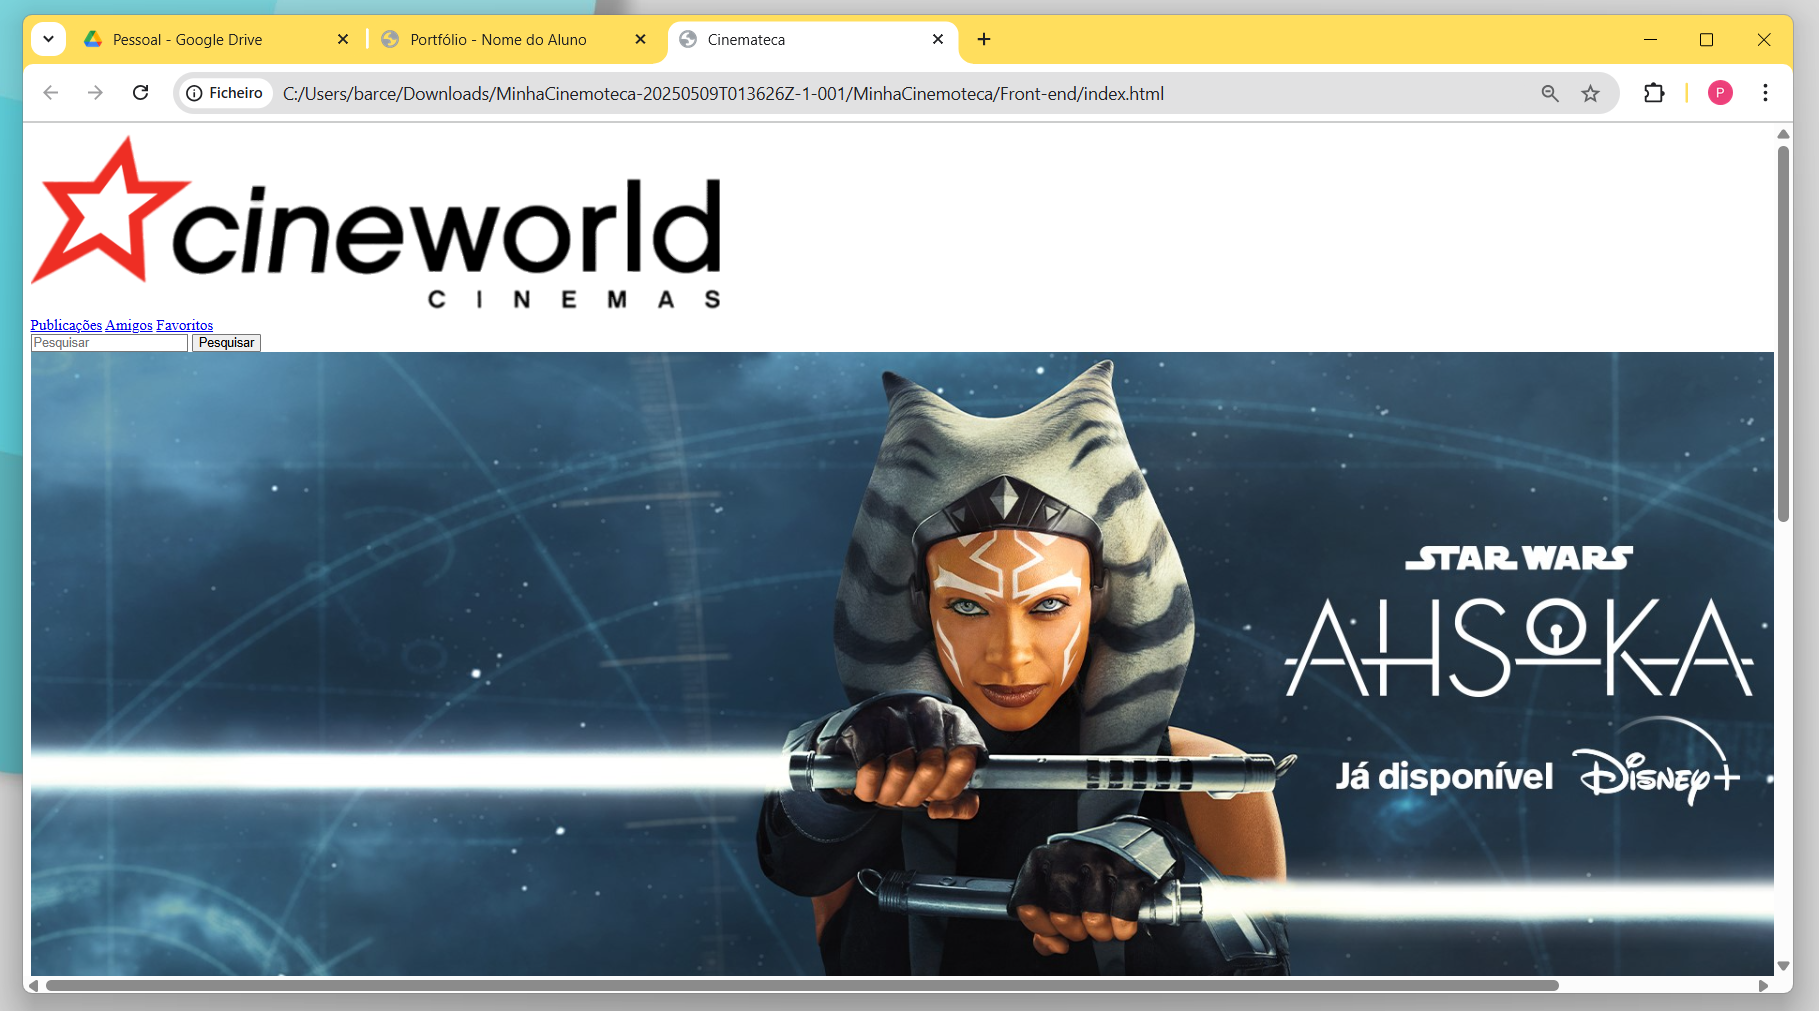 Pessoal - Google Drive
Portfólio - Nome do Aluno
Cinemateca
Ficheiro
C:/Users/barce/Downloads/MinhaCinemoteca-20250509T013626Z-1-001/MinhaCinemoteca/Front-end/index.html
P
cineworld
CINEMAS
Publicações Amigos Favoritos
Pesquisar Pesquisar
STAR WARS
AHSOKA
Já disponível Disney+